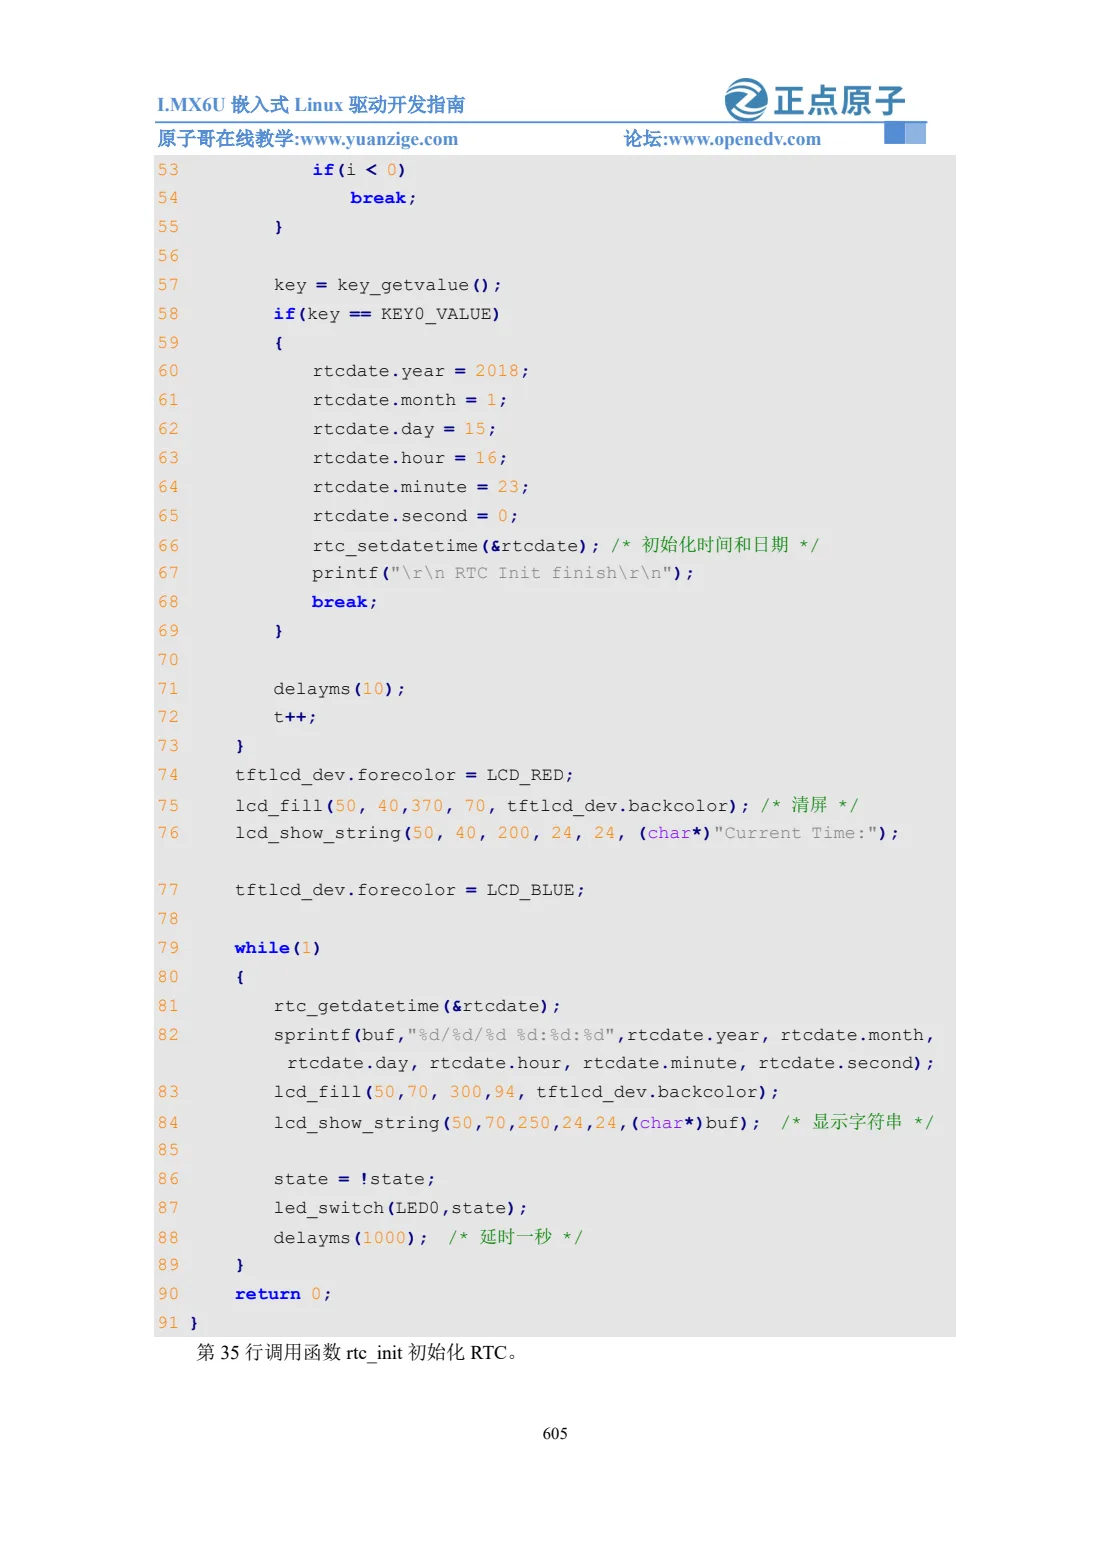 正点原子
I.MX6U 嵌入式 Linux 驱动开发指南
原子哥在线教学:www.yuanzige.com 论坛:www.openedv.com
53 if(i < 0)
54 break;
55 }
56
57 key = key_getvalue();
58 if(key == KEY0_VALUE)
59 {
60 rtcdate.year = 2018;
61 rtcdate.month = 1;
62 rtcdate.day = 15;
63 rtcdate.hour = 16;
64 rtcdate.minute = 23;
65 rtcdate.second = 0;
66 rtc_setdatetime(&rtcdate); /* 初始化时间和日期 */
67 printf("\r\n RTC Init finish\r\n");
68 break;
69 }
70
71 delayms(10);
72 t++;
73 }
74 tftlcd_dev.forecolor = LCD_RED;
75 lcd_fill(50, 40,370, 70, tftlcd_dev.backcolor); /* 清屏 */
76 lcd_show_string(50, 40, 200, 24, 24, (char*)"Current Time:");
77 tftlcd_dev.forecolor = LCD_BLUE;
78
79 while(1)
80 {
81 rtc_getdatetime(&rtcdate);
82 sprintf(buf,"%d/%d/%d %d:%d:%d",rtcdate.year, rtcdate.month,
rtcdate.day, rtcdate.hour, rtcdate.minute, rtcdate.second);
83 lcd_fill(50,70, 300,94, tftlcd_dev.backcolor);
84 lcd_show_string(50,70,250,24,24,(char*)buf); /* 显示字符串 */
85
86 state = !state;
87 led_switch(LED0,state);
88 delayms(1000); /* 延时一秒 */
89 }
90 return 0;
91 }
第 35 行调用函数 rtc_init 初始化 RTC。
605